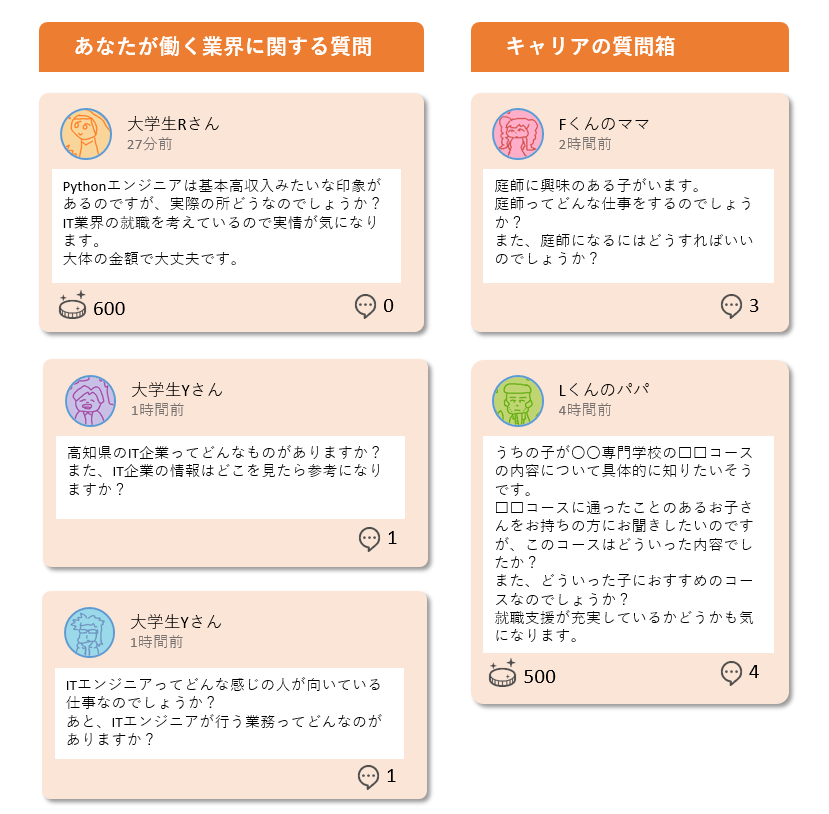 あなたが働く業界に関する質問
大学生Rさん
27分前
Pythonエンジニアは基本高収入みたいな印象が
あるのですが、実際の所どうなのでしょうか？
IT業界の就職を考えているので実情が気になり
ます。
大体の金額で大丈夫です。
600
0
大学生Yさん
1時間前
高知県のIT企業ってどんなものがありますか？
また、IT企業の情報はどこを見たら参考になり
ますか？
1
大学生Yさん
1時間前
ITエンジニアってどんな感じの人が向いている
仕事なのでしょうか？
あと、ITエンジニアが行う業務ってどんなのが
ありますか？
1
キャリアの質問箱
Fくんのママ
2時間前
庭師に興味のある子がいます。
庭師ってどんな仕事をするのでしょう
か？
また、庭師になるにはどうすればいい
のでしょうか？
3
Lくんのパパ
4時間前
うちの子が〇〇専門学校の□□コース
の内容について具体的に知りたいそう
です。
□□コースに通ったことのあるお子さ
んをお持ちの方にお聞きしたいのです
が、このコースはどういった内容でし
たか？
また、どういった子におすすめのコー
スなのでしょうか？
就職支援が充実しているかどうかも気
になります。
500
4